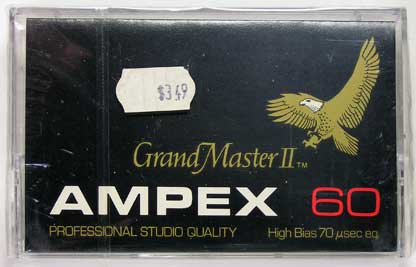 $3.49
Grand Master II™
AMPEX 60
PROFESSIONAL STUDIO QUALITY High Bias 70 µsec eq